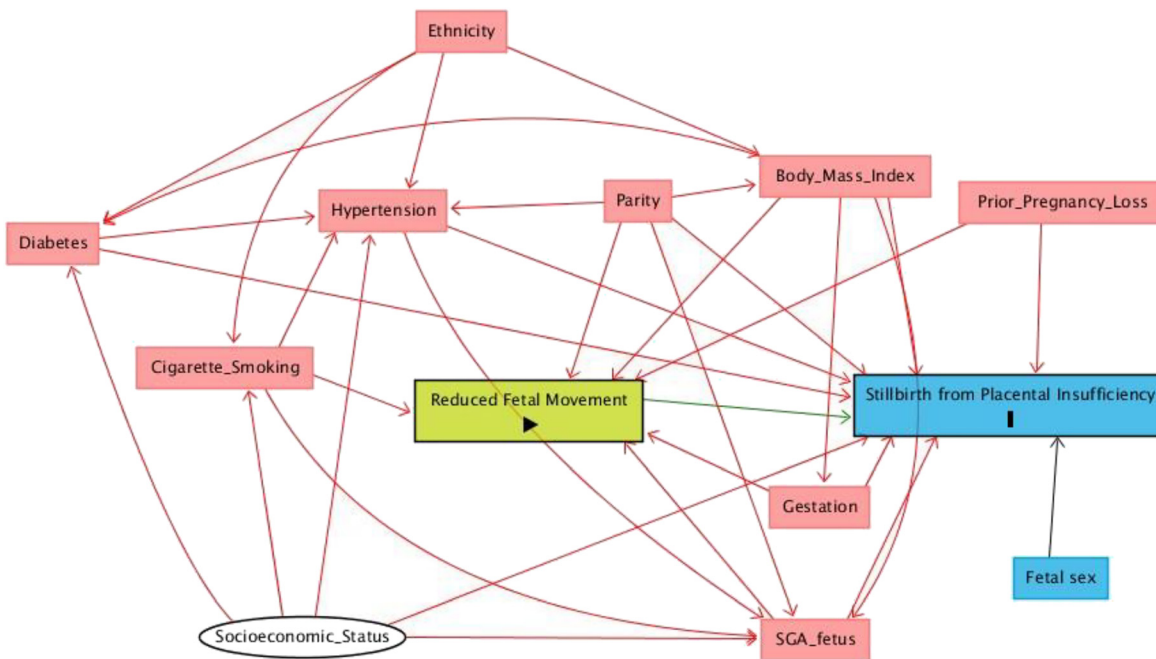 Ethnicity
Body_Mass_Index
Parity
Prior_Pregnancy_Loss
Hypertension
Diabetes
Cigarette_Smoking
Reduced Fetal Movement
Stillbirth from Placental Insufficiency
Gestation
Fetal sex
Socioeconomic_Status
SGA_fetus